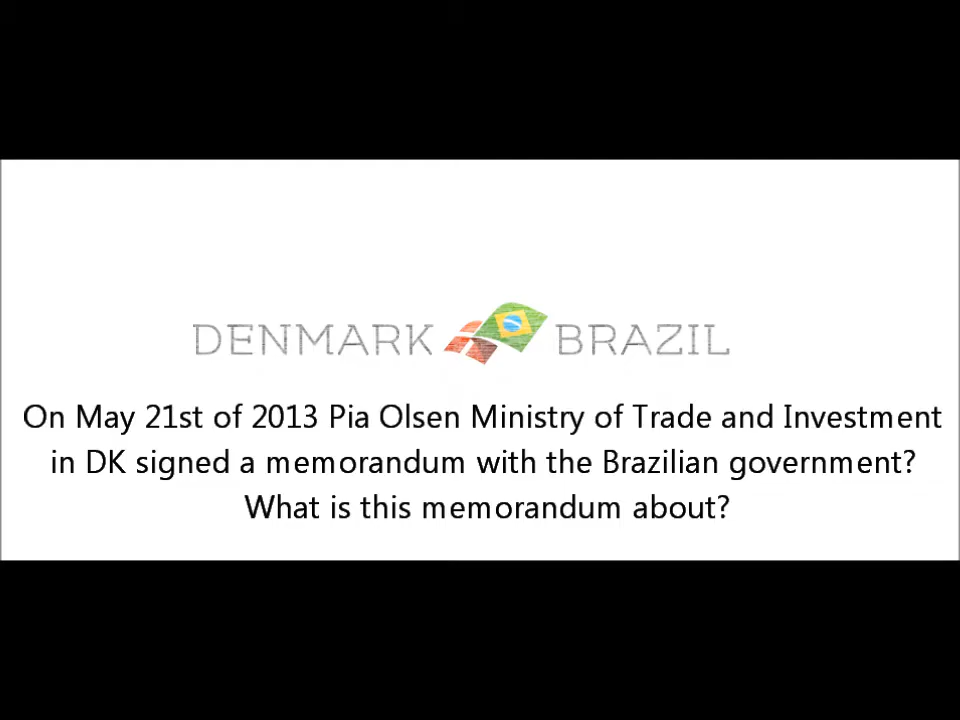 DENMARK BRAZIL
On May 21st of 2013 Pia Olsen Ministry of Trade and Investment
in DK signed a memorandum with the Brazilian government?
What is this memorandum about?